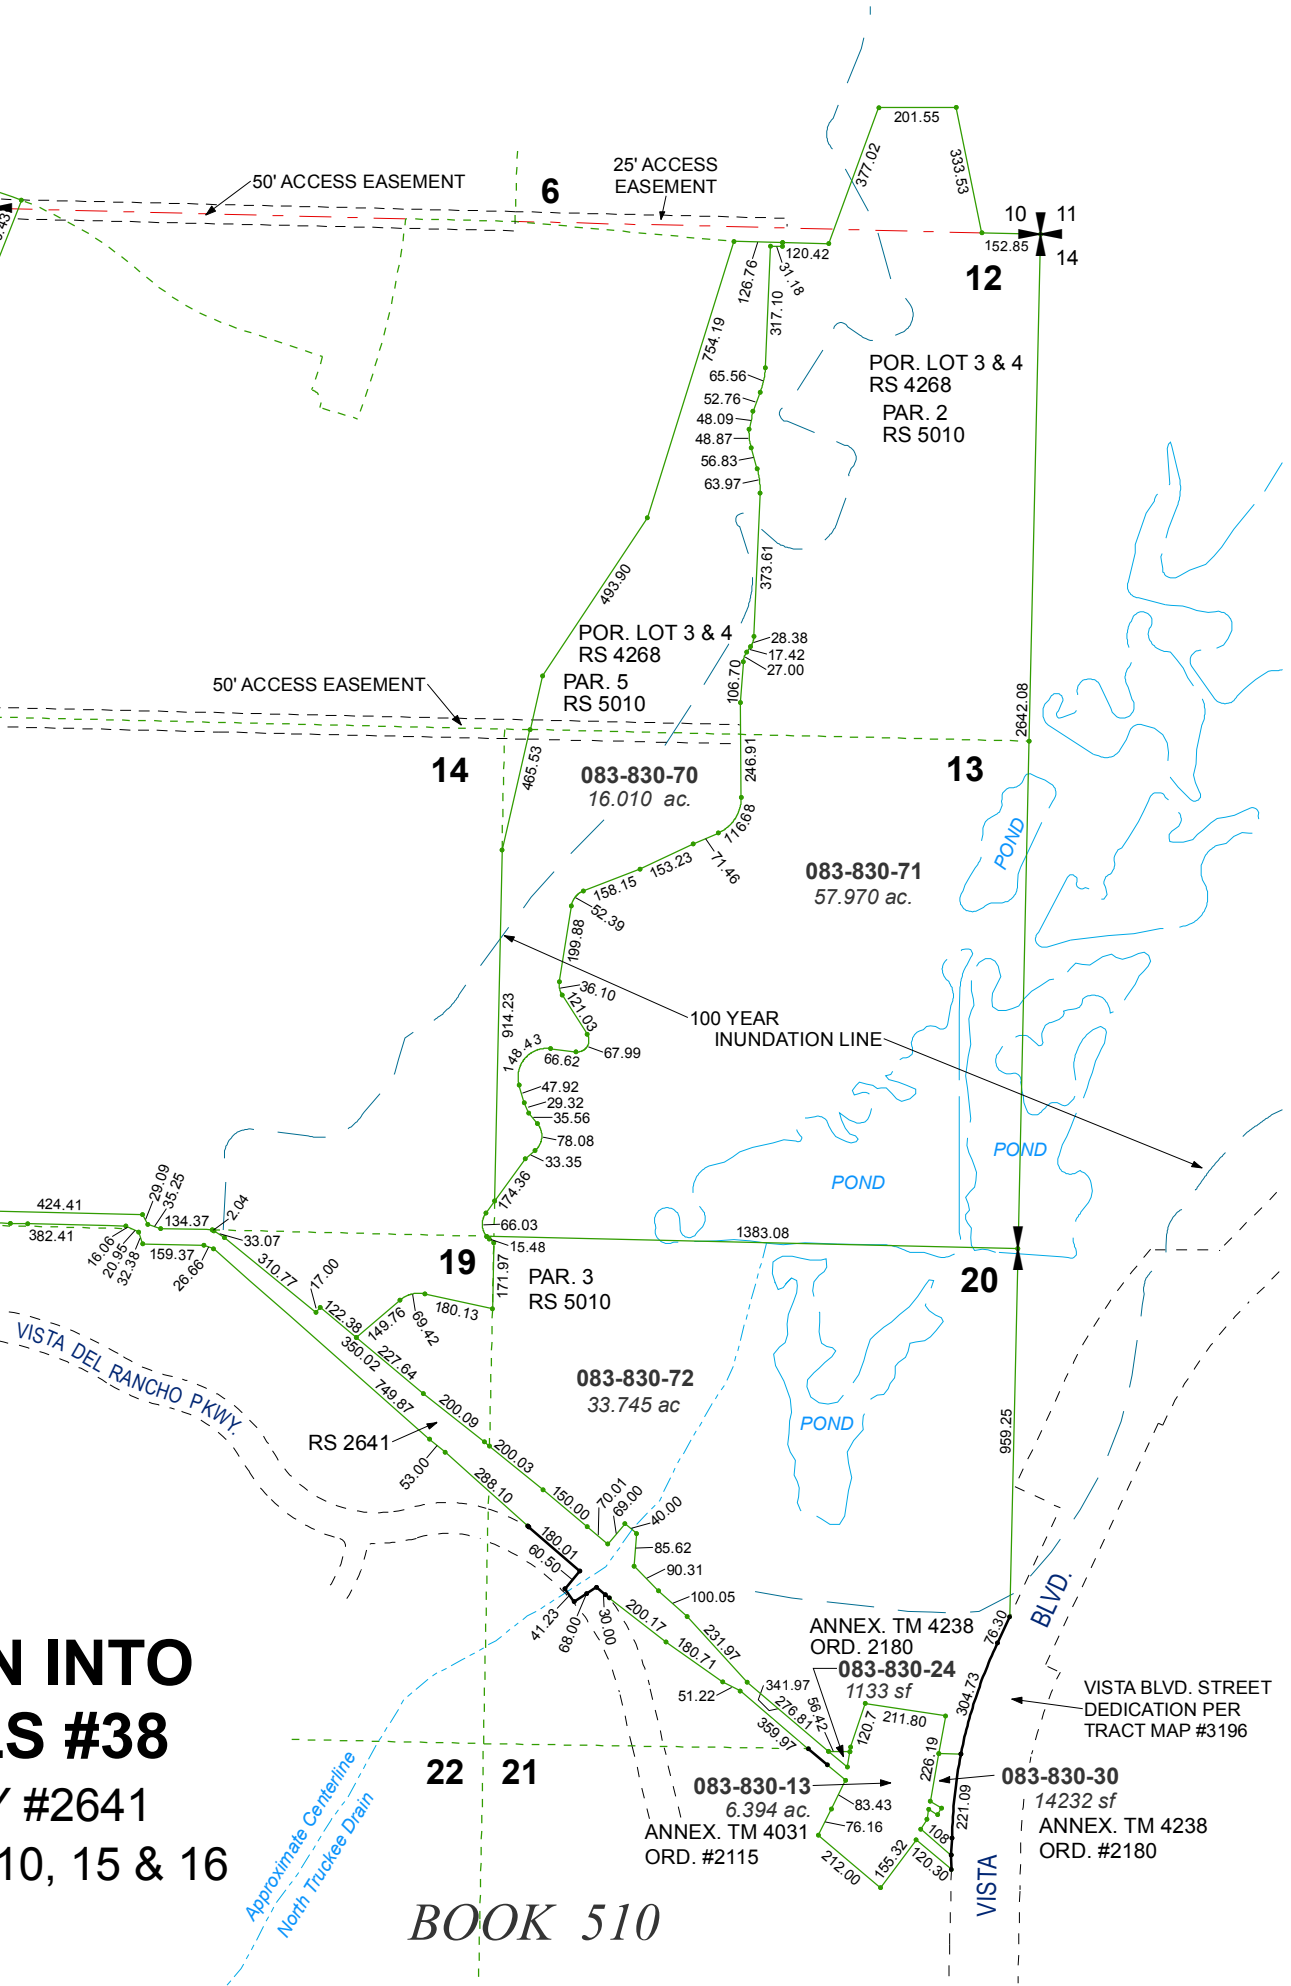 201.55
377.02
333.53
50' ACCESS EASEMENT
25' ACCESS
EASEMENT
6
10
11
152.85
14
12
120.42
126.76
31.18
317.10
754.19
POR. LOT 3 & 4
RS 4268
PAR. 2
RS 5010
65.56
52.76
48.09
48.87
56.83
63.97
373.61
493.90
POR. LOT 3 & 4
RS 4268
PAR. 5
RS 5010
28.38
17.42
27.00
106.70
50' ACCESS EASEMENT
2642.08
14
465.53
083-830-70
16.010 ac.
246.91
13
116.68
71.46
153.23
158.15
52.39
POND
083-830-71
57.970 ac.
199.88
36.10
121.03
914.23
100 YEAR
INUNDATION LINE
148.43
66.62
67.99
47.92
29.32
35.56
78.08
33.35
POND
POND
174.36
424.41
29.09
35.25
134.37
2.04
33.07
66.03
15.48
1383.08
382.41
16.06
20.95
32.38
159.37
26.66
310.77
17.00
19
171.97
PAR. 3
RS 5010
20
122.38
149.76
69.42
180.13
350.02
227.64
VISTA DEL RANCHO PKWY.
749.87
083-830-72
33.745 ac
POND
959.25
RS 2641
200.09
53.00
200.03
288.10
150.00
70.01
69.00
40.00
180.01
60.50
85.62
90.31
41.23
68.00
30.00
100.05
200.17
231.97
180.71
51.22
341.97
276.81
359.97
56.42
ANNEX. TM 4238
ORD. 2180
083-830-24
1133 sf
120.7
211.80
76.30
BLVD.
304.73
VISTA BLVD. STREET
DEDICATION PER
TRACT MAP #3196
N INTO
LS #38
Y #2641
10, 15 & 16
22
21
226.19
221.09
083-830-13
6.394 ac.
ANNEX. TM 4031
ORD. #2115
083-830-30
14232 sf
ANNEX. TM 4238
ORD. #2180
83.43
76.16
108
212.00
155.32
120.30
VISTA
Approximate Centerline
North Truckee Drain
BOOK 510